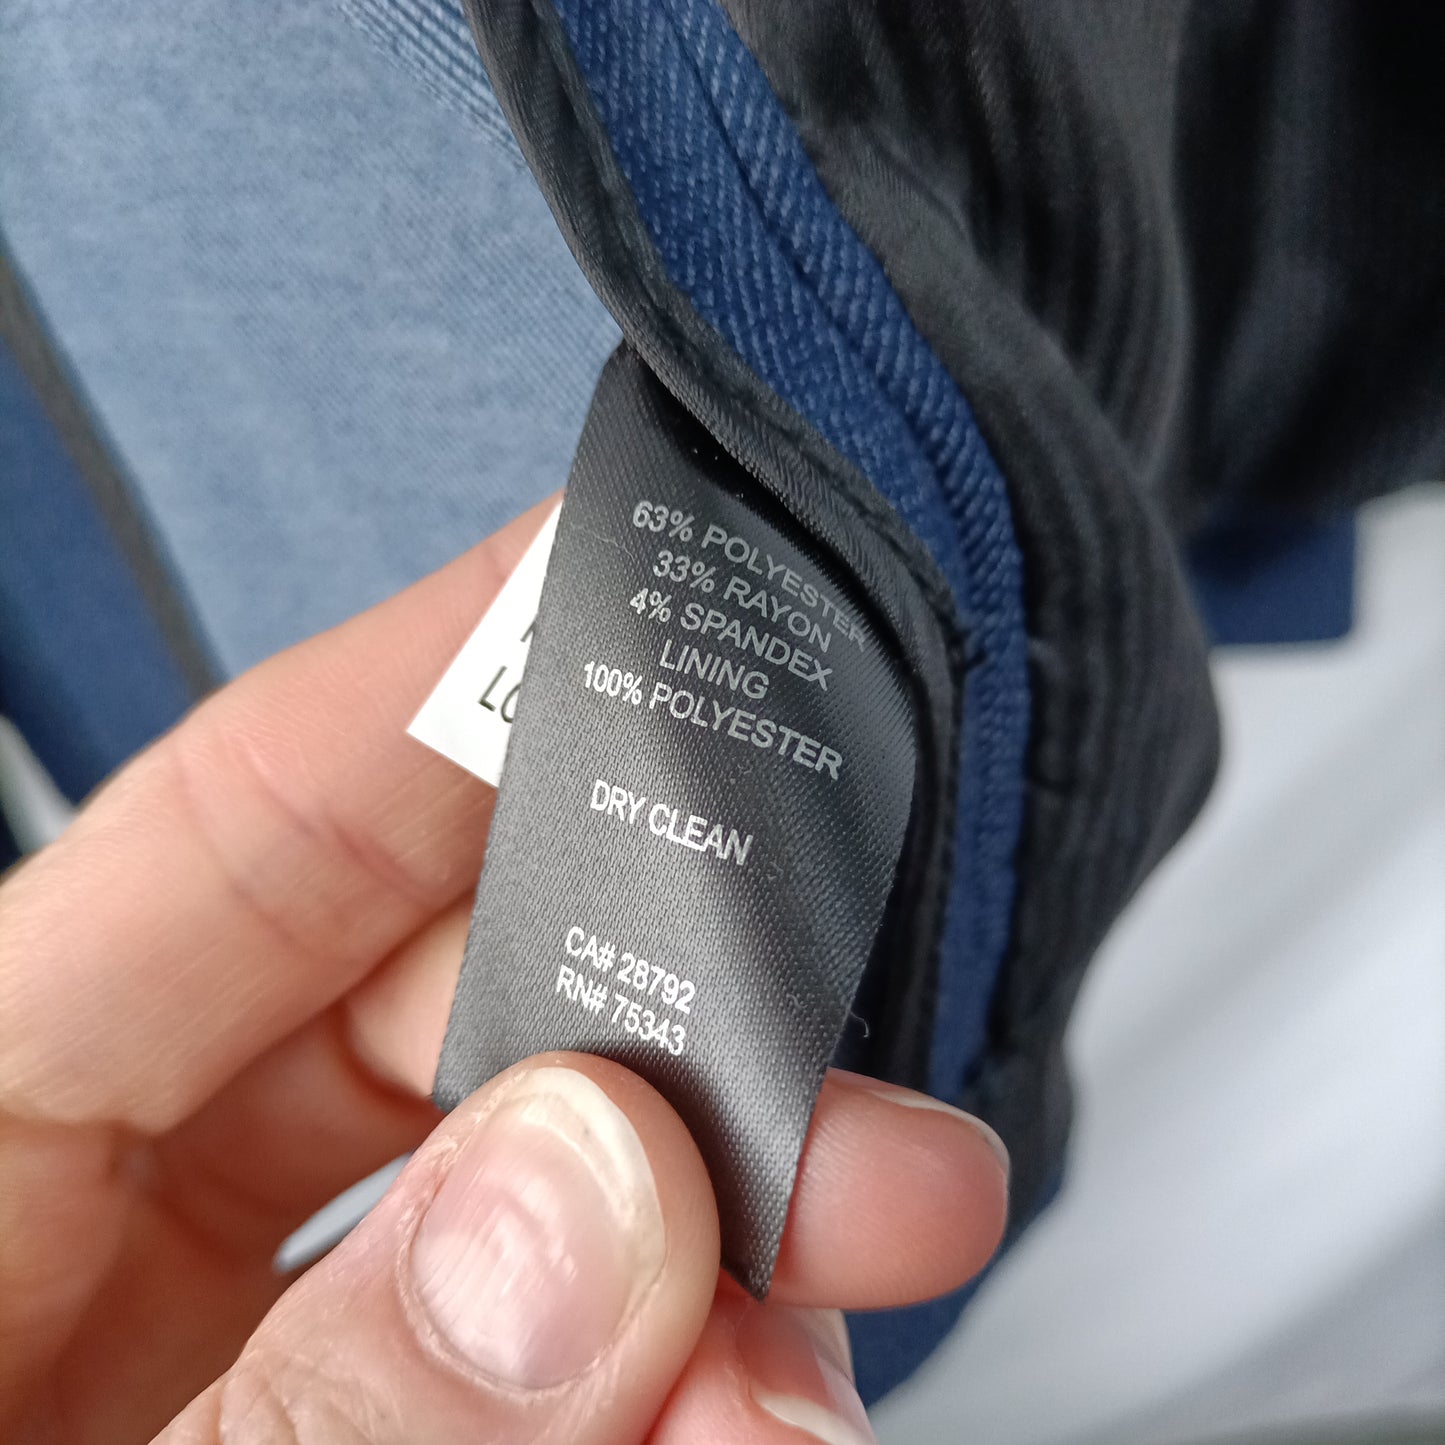 63% POLYESTER
33% RAYON
4% SPANDEX
LINING
100% POLYESTER
DRY CLEAN
CA# 28792
RN# 75343